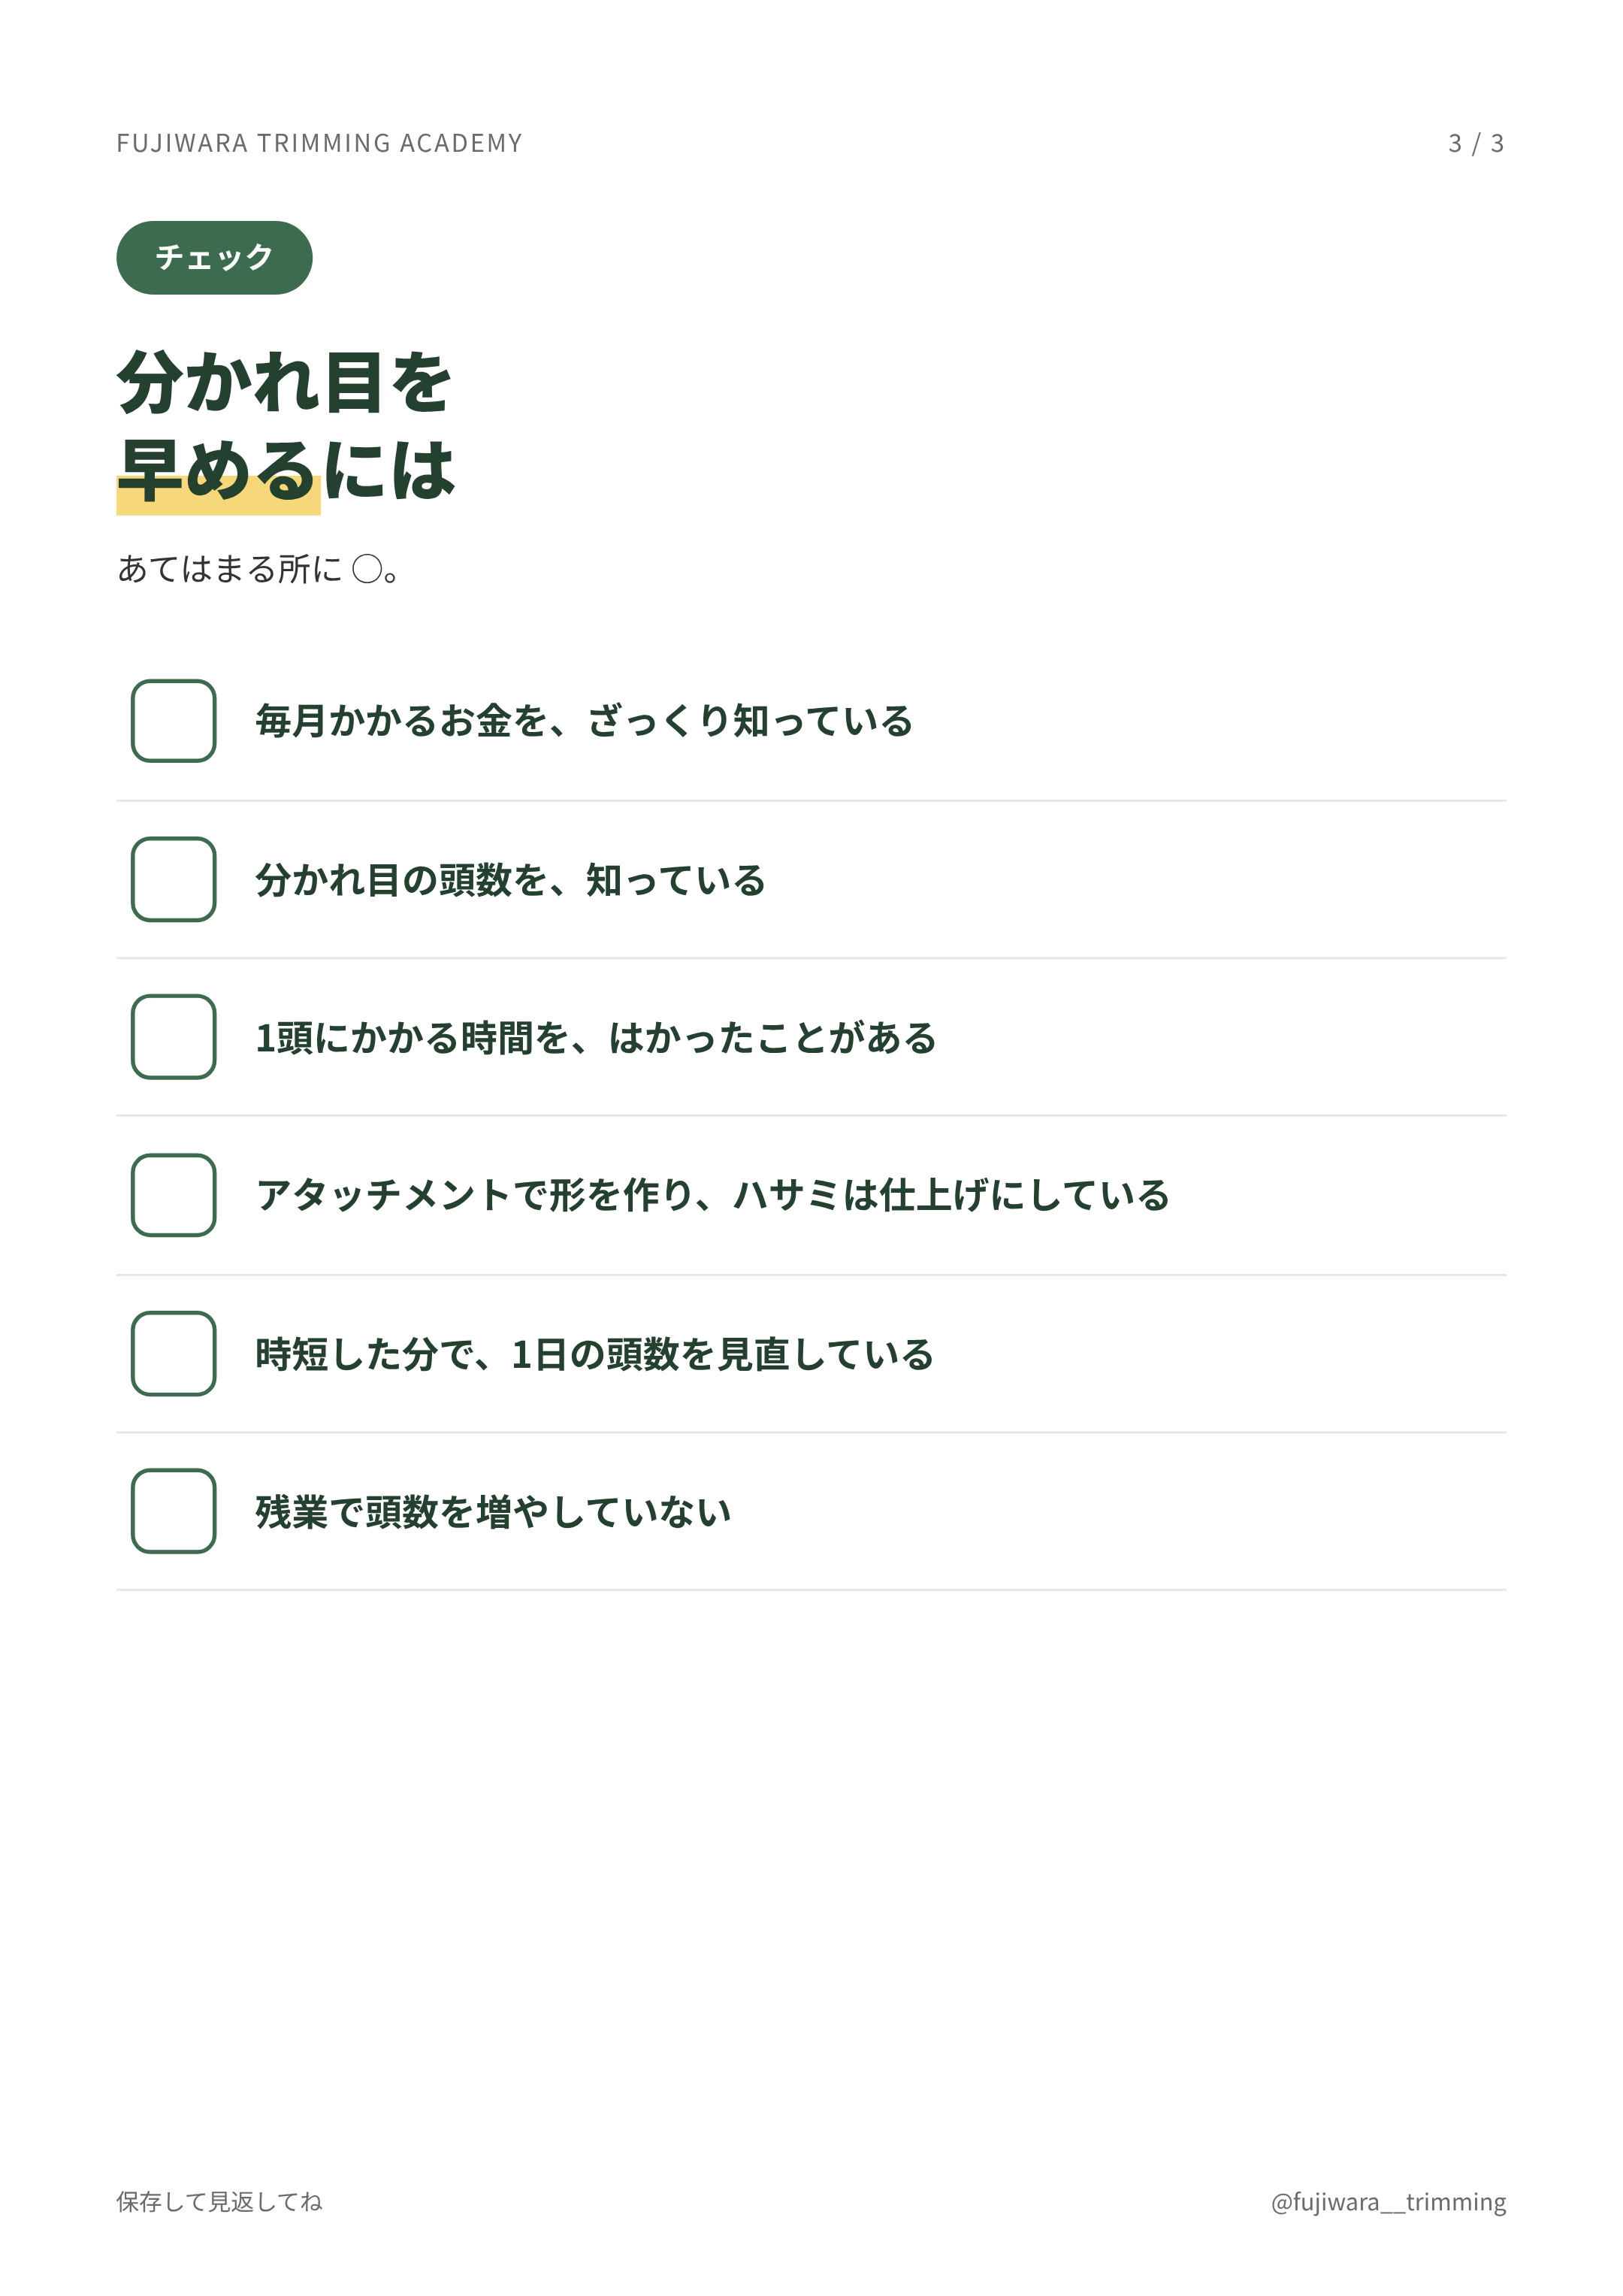 FUJIWARA TRIMMING ACADEMY
3 / 3
チェック
分かれ目を
早めるには
あてはまる所に ◯。
毎月かかるお金を、ざっくり知っている
分かれ目の頭数を、知っている
1頭にかかる時間を、はかったことがある
アタッチメントで形を作り、ハサミは仕上げにしている
時短した分で、1日の頭数を見直している
残業で頭数を増やしていない
保存して見返してね
@fujiwara__trimming